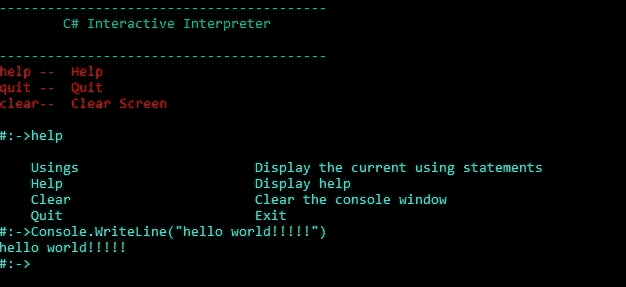 -----------------------------------------
C# Interactive Interpreter
-----------------------------------------
help --  Help
quit --  Quit
clear--  Clear Screen
#:->help
Usings                      Display the current using statements
Help                        Display help
Clear                       Clear the console window
Quit                        Exit
#:->Console.WriteLine("hello world!!!!!")
hello world!!!!!
#:->